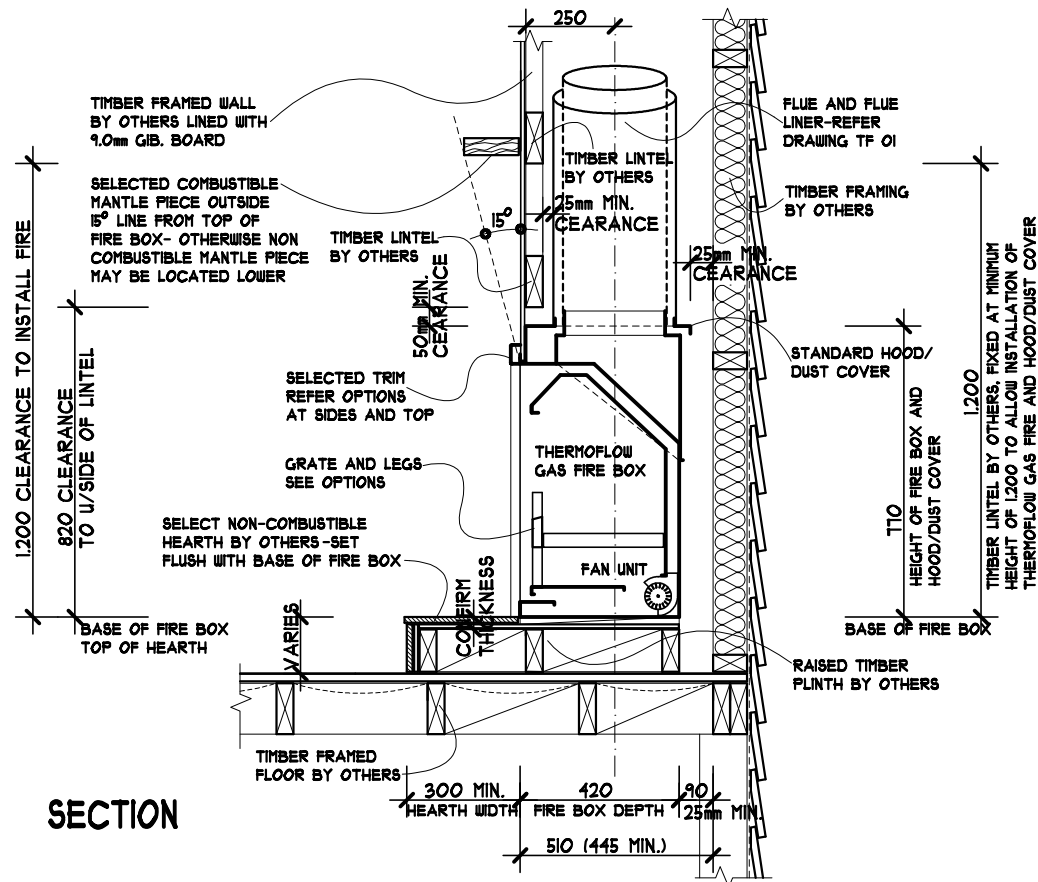 250
TIMBER FRAMED WALL
BY OTHERS LINED WITH
9.0mm GIB. BOARD
FLUE AND FLUE
LINER-REFER
DRAWING TF 01
TIMBER LINTEL
BY OTHERS
SELECTED COMBUSTIBLE
MANTLE PIECE OUTSIDE
15° LINE FROM TOP OF
FIRE BOX- OTHERWISE NON
COMBUSTIBLE MANTLE PIECE
MAY BE LOCATED LOWER
TIMBER FRAMING
BY OTHERS
15°
25mm MIN.
CEARANCE
TIMBER LINTEL
BY OTHERS
25mm MIN.
CEARANCE
50mm MIN.
CEARANCE
1.200 CLEARANCE TO INSTALL FIRE
820 CLEARANCE
TO U/SIDE OF LINTEL
STANDARD HOOD/
DUST COVER
SELECTED TRIM
REFER OPTIONS
AT SIDES AND TOP
THERMOFLOW
GAS FIRE BOX
GRATE AND LEGS
SEE OPTIONS
SELECT NON-COMBUSTIBLE
HEARTH BY OTHERS -SET
FLUSH WITH BASE OF FIRE BOX
FAN UNIT
CONFIRM
THICKNESS
770
HEIGHT OF FIRE BOX AND
HOOD/DUST COVER
1.200
TIMBER LINTEL BY OTHERS, FIXED AT MINIMUM
HEIGHT OF 1.200 TO ALLOW INSTALLATION OF
THERMOFLOW GAS FIRE AND HOOD/DUST COVER
BASE OF FIRE BOX
TOP OF HEARTH
VARIES
BASE OF FIRE BOX
RAISED TIMBER
PLINTH BY OTHERS
TIMBER FRAMED
FLOOR BY OTHERS
300 MIN.
HEARTH WIDTH
420
FIRE BOX DEPTH
90
25mm MIN.
510 (445 MIN.)
SECTION